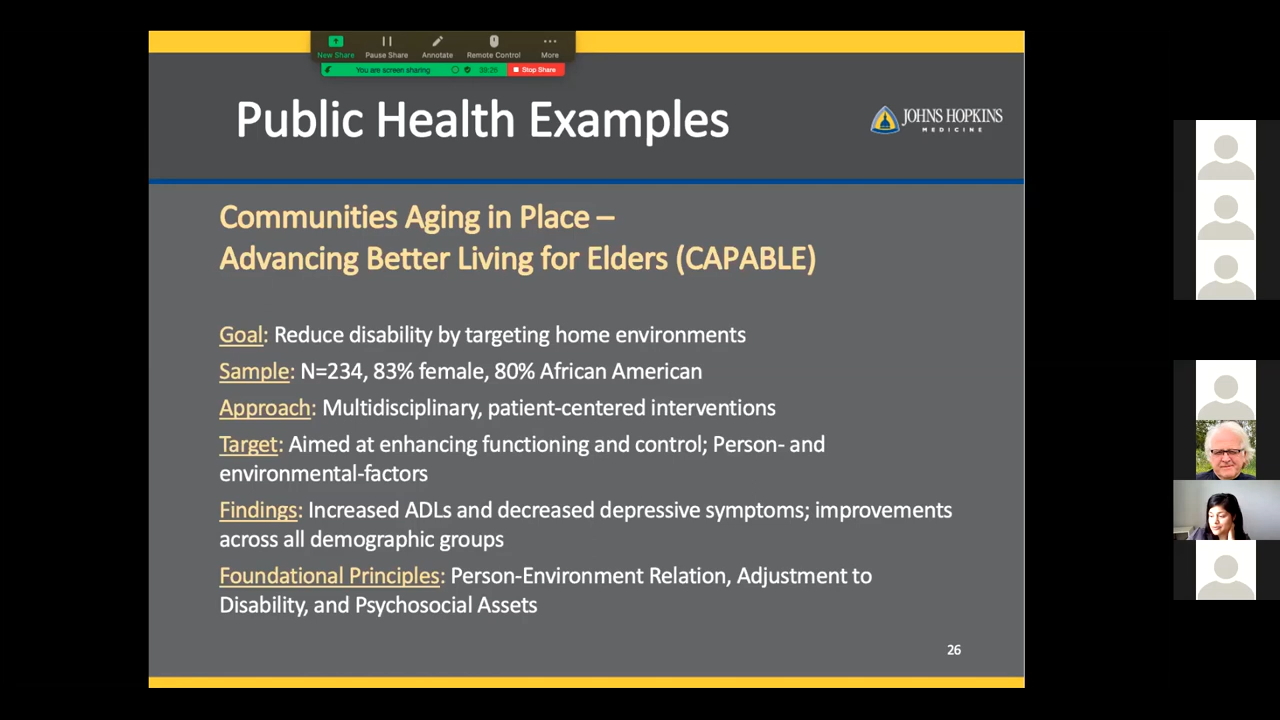 New Share
Pause Share
Annotate
Remote Control
More
You are screen sharing
39:26
Stop Share
Public Health Examples
JOHNS HOPKINS
MEDICINE
Communities Aging in Place –
Advancing Better Living for Elders (CAPABLE)
Goal: Reduce disability by targeting home environments
Sample: N=234, 83% female, 80% African American
Approach: Multidisciplinary, patient-centered interventions
Target: Aimed at enhancing functioning and control; Person- and
environmental-factors
Findings: Increased ADLs and decreased depressive symptoms; improvements
across all demographic groups
Foundational Principles: Person-Environment Relation, Adjustment to
Disability, and Psychosocial Assets
26